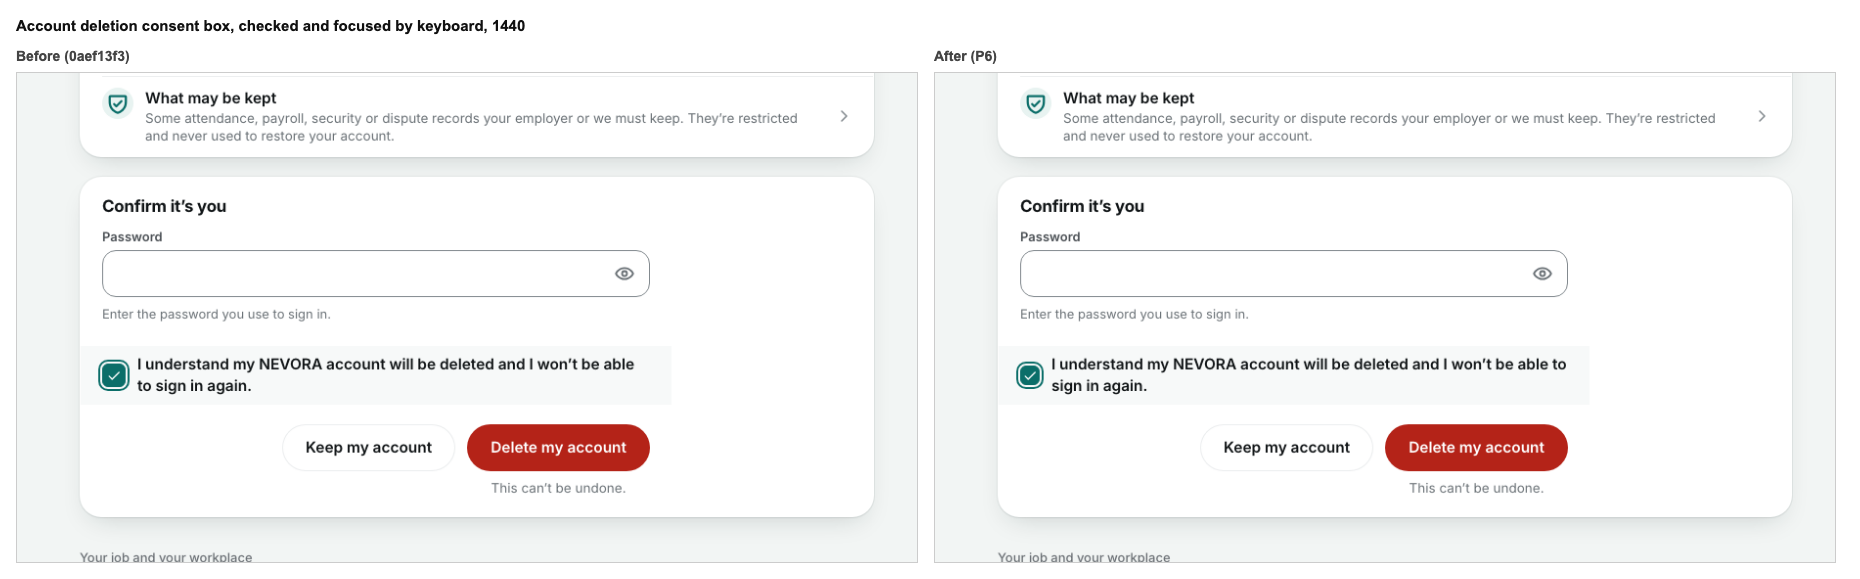 Account deletion consent box, checked and focused by keyboard, 1440
Before (0aef13f3)
What may be kept
Some attendance, payroll, security or dispute records your employer or we must keep. They’re restricted
and never used to restore your account.
Confirm it’s you
Password
Enter the password you use to sign in.
I understand my NEVORA account will be deleted and I won’t be able
to sign in again.
Keep my account
Delete my account
This can’t be undone.
Your job and your workplace
After (P6)
What may be kept
Some attendance, payroll, security or dispute records your employer or we must keep. They’re restricted
and never used to restore your account.
Confirm it’s you
Password
Enter the password you use to sign in.
I understand my NEVORA account will be deleted and I won’t be able to
sign in again.
Keep my account
Delete my account
This can’t be undone.
Your job and your workplace